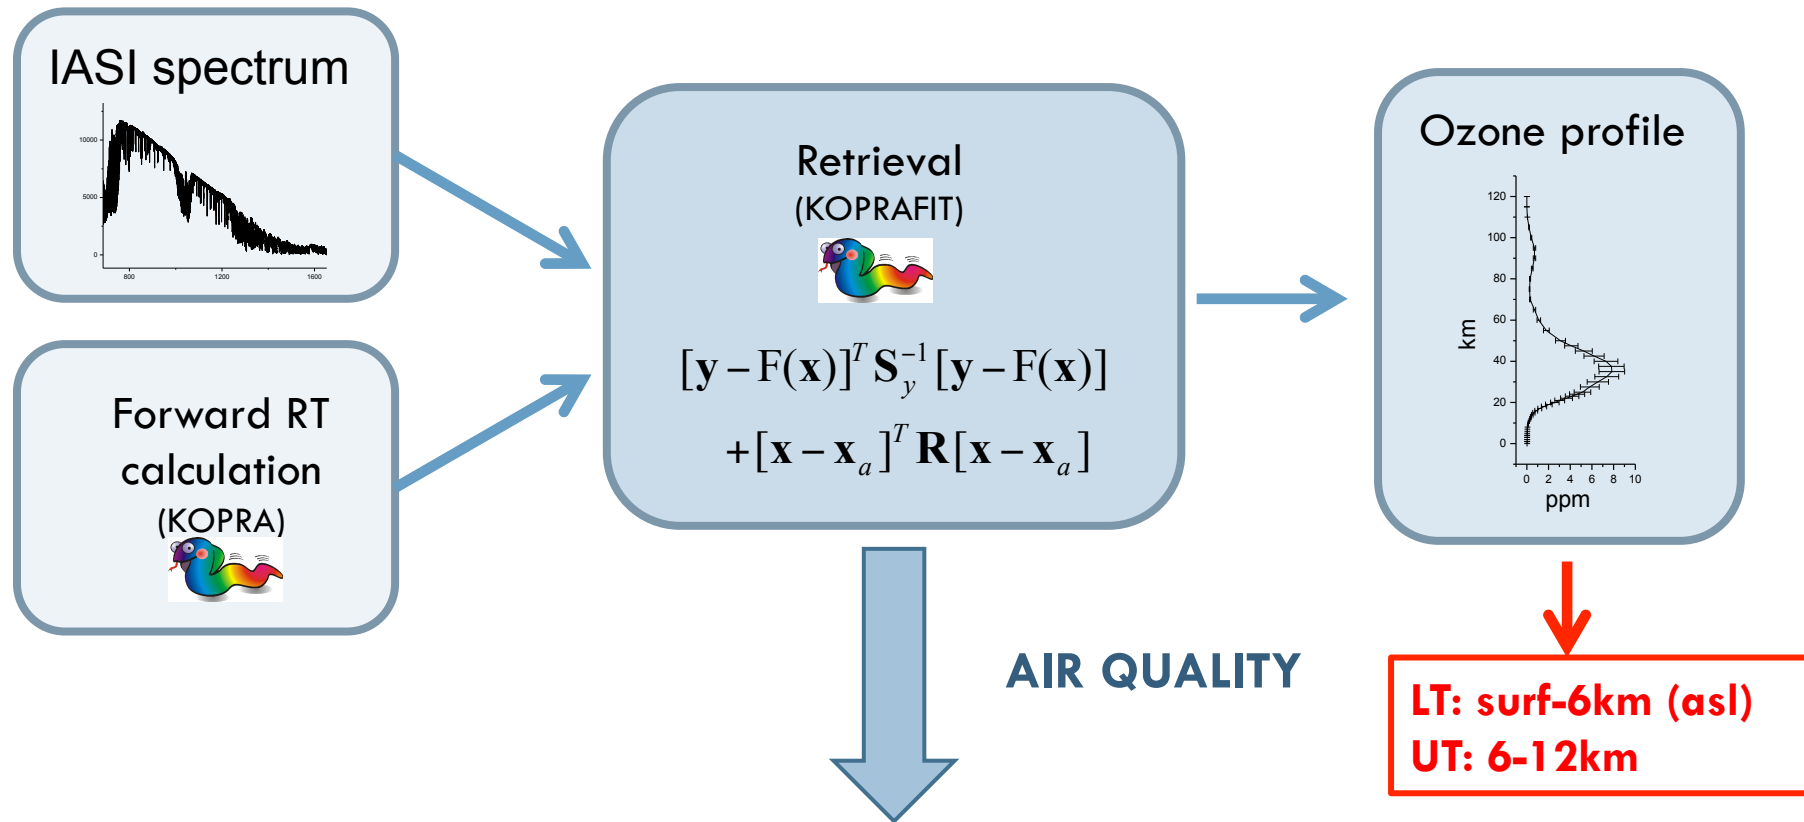 IASI spectrum
10000
5000
0
800
1200
1600
Forward RT
calculation
(KOPRA)
Retrieval
(KOPRAFIT)
[y − F(x)]^T S_y^{-1} [y − F(x)]
+[x − x_a]^T R[x − x_a]
Ozone profile
120
100
80
60
40
20
0
km
0 2 4 6 8 10
ppm
AIR QUALITY
LT: surf-6km (asl)
UT: 6-12km